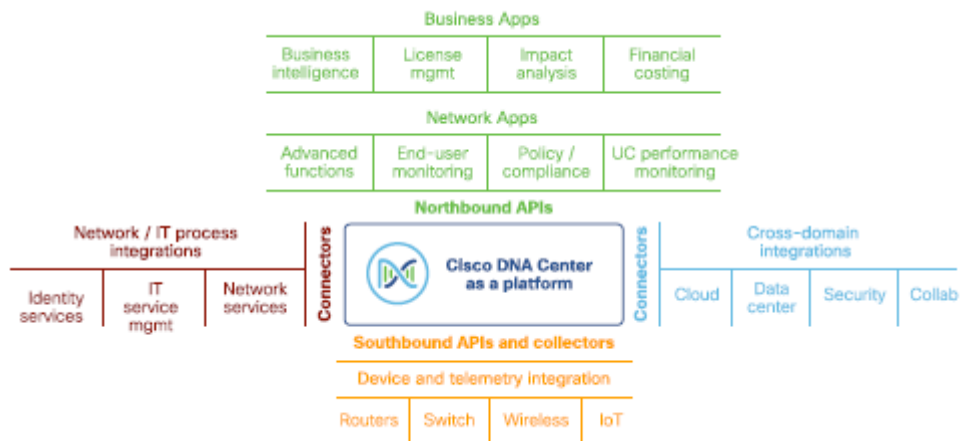 Business Apps
Business intelligence
License mgmt
Impact analysis
Financial costing
Network Apps
Advanced functions
End-user monitoring
Policy / compliance
UC performance monitoring
Northbound APIs
Network / IT process integrations
Identity services
IT service mgmt
Network services
Connectors
Cisco DNA Center
as a platform
Connectors
Cross-domain integrations
Cloud
Data center
Security
Collab
Southbound APIs and collectors
Device and telemetry integration
Routers
Switch
Wireless
IoT